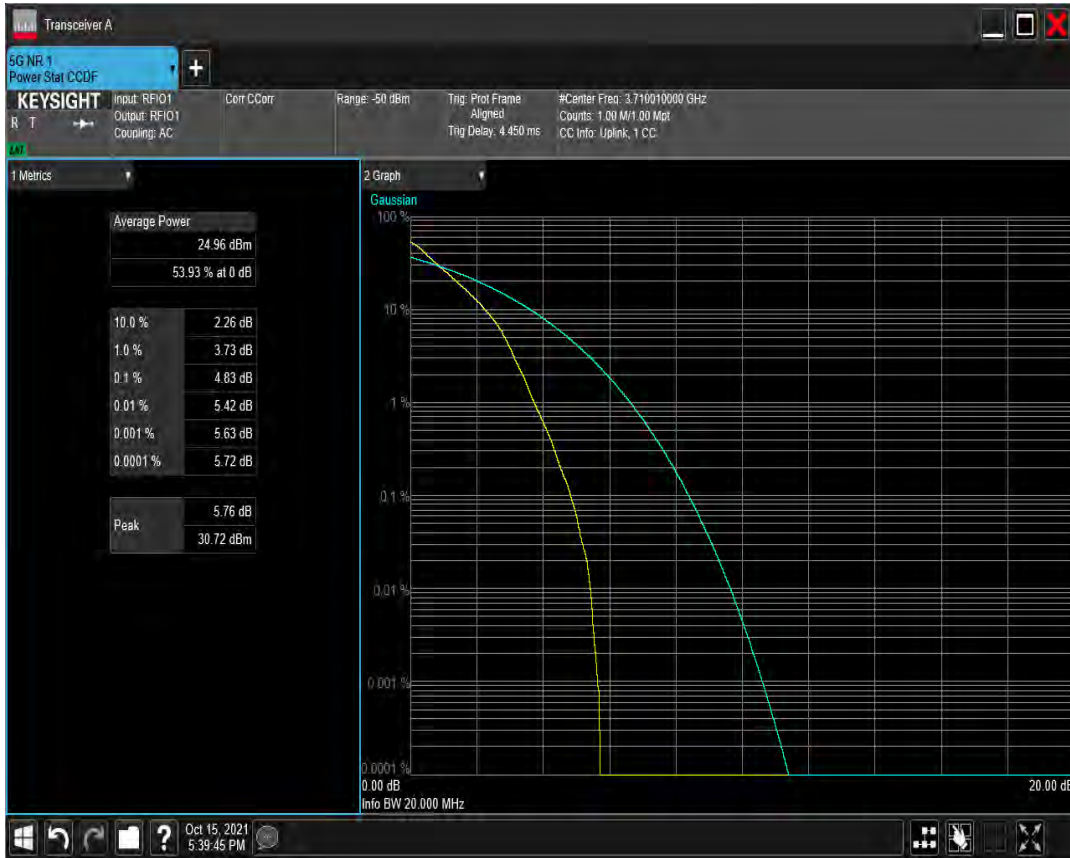 Transceiver A
5G NR 1
Power Stat CCDF
+
KEYSIGHT
R T
LXI
Input: RFIO1
Output: RFIO1
Coupling: AC
Corr CCorr
Range: -50 dBm
Trig: Prot Frame
Aligned
Trig Delay: 4.450 ms
#Center Freq: 3.710010000 GHz
Counts: 1.00 M/1.00 Mpt
CC Info: Uplink, 1 CC
1 Metrics
Average Power
24.96 dBm
53.93 % at 0 dB
10.0 % 2.26 dB
1.0 % 3.73 dB
0.1 % 4.83 dB
0.01 % 5.42 dB
0.001 % 5.63 dB
0.0001 % 5.72 dB
Peak
5.76 dB
30.72 dBm
2 Graph
Gaussian
100 %
10 %
1 %
0.1 %
0.01 %
0.001 %
0.0001 %
0.00 dB
20.00 dB
Info BW 20.000 MHz
?
Oct 15, 2021
5:39:45 PM